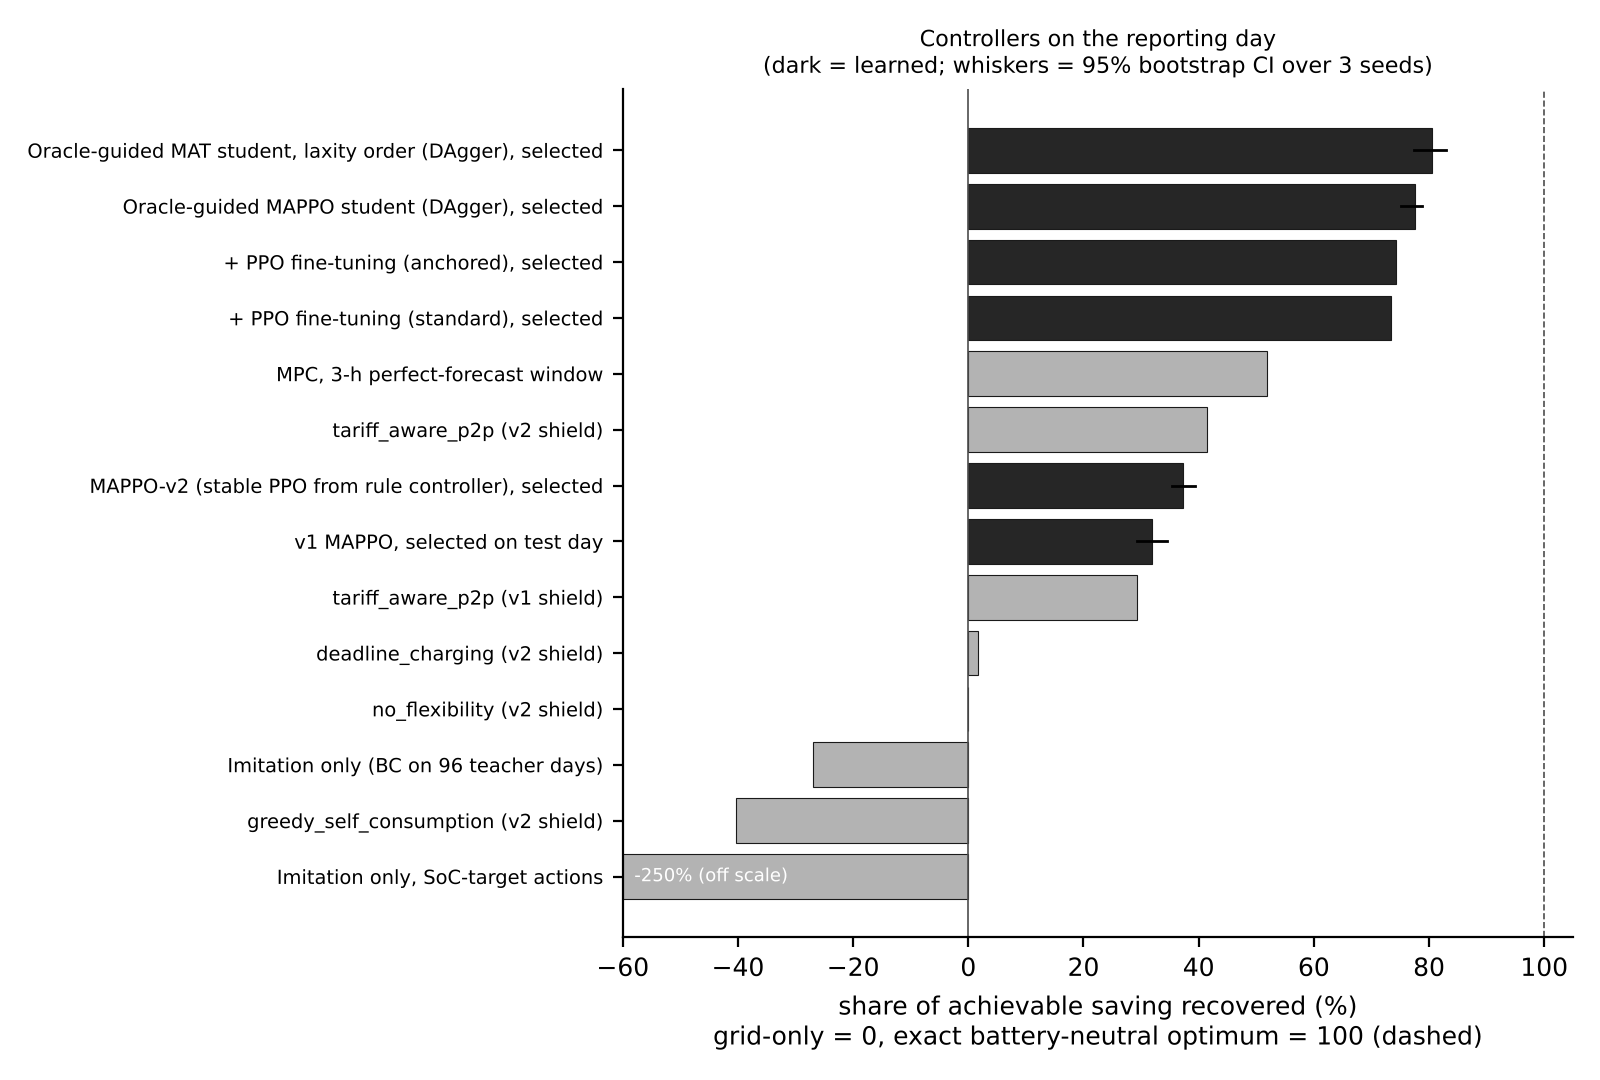 Controllers on the reporting day
(dark = learned; whiskers = 95% bootstrap CI over 3 seeds)
Oracle-guided MAT student, laxity order (DAgger), selected
Oracle-guided MAPPO student (DAgger), selected
+ PPO fine-tuning (anchored), selected
+ PPO fine-tuning (standard), selected
MPC, 3-h perfect-forecast window
tariff_aware_p2p (v2 shield)
MAPPO-v2 (stable PPO from rule controller), selected
v1 MAPPO, selected on test day
tariff_aware_p2p (v1 shield)
deadline_charging (v2 shield)
no_flexibility (v2 shield)
Imitation only (BC on 96 teacher days)
greedy_self_consumption (v2 shield)
Imitation only, SoC-target actions
-250% (off scale)
−60 −40 −20 0 20 40 60 80 100
share of achievable saving recovered (%)
grid-only = 0, exact battery-neutral optimum = 100 (dashed)